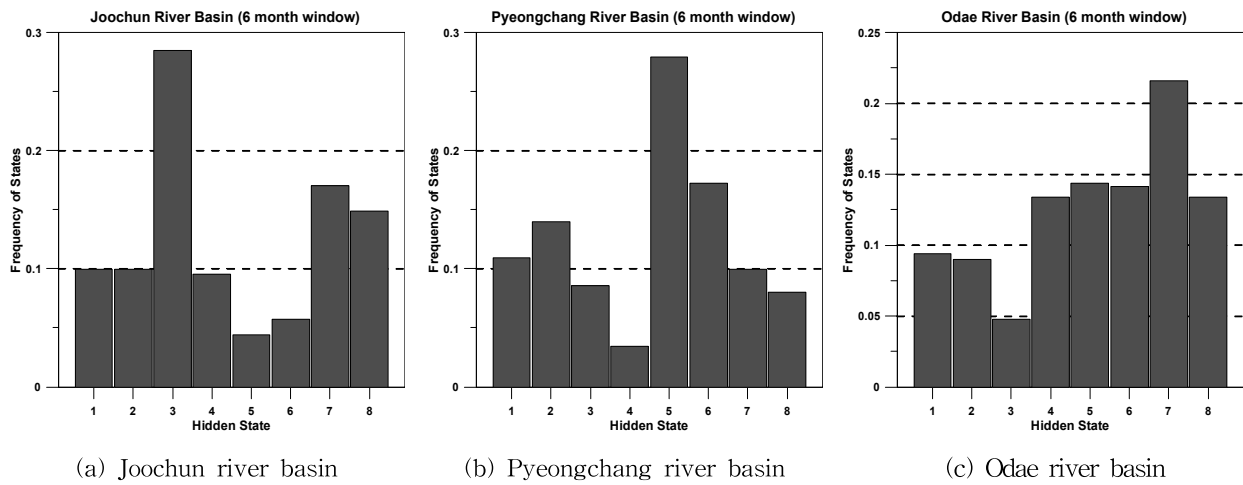 Joochun River Basin (6 month window)
Frequency of States
0.3
0.2
0.1
0
1 2 3 4 5 6 7 8
Hidden State
(a) Joochun river basin
Pyeongchang River Basin (6 month window)
Frequency of States
0.3
0.2
0.1
0
1 2 3 4 5 6 7 8
Hidden State
(b) Pyeongchang river basin
Odae River Basin (6 month window)
Frequency of States
0.25
0.2
0.15
0.1
0.05
0
1 2 3 4 5 6 7 8
Hidden State
(c) Odae river basin